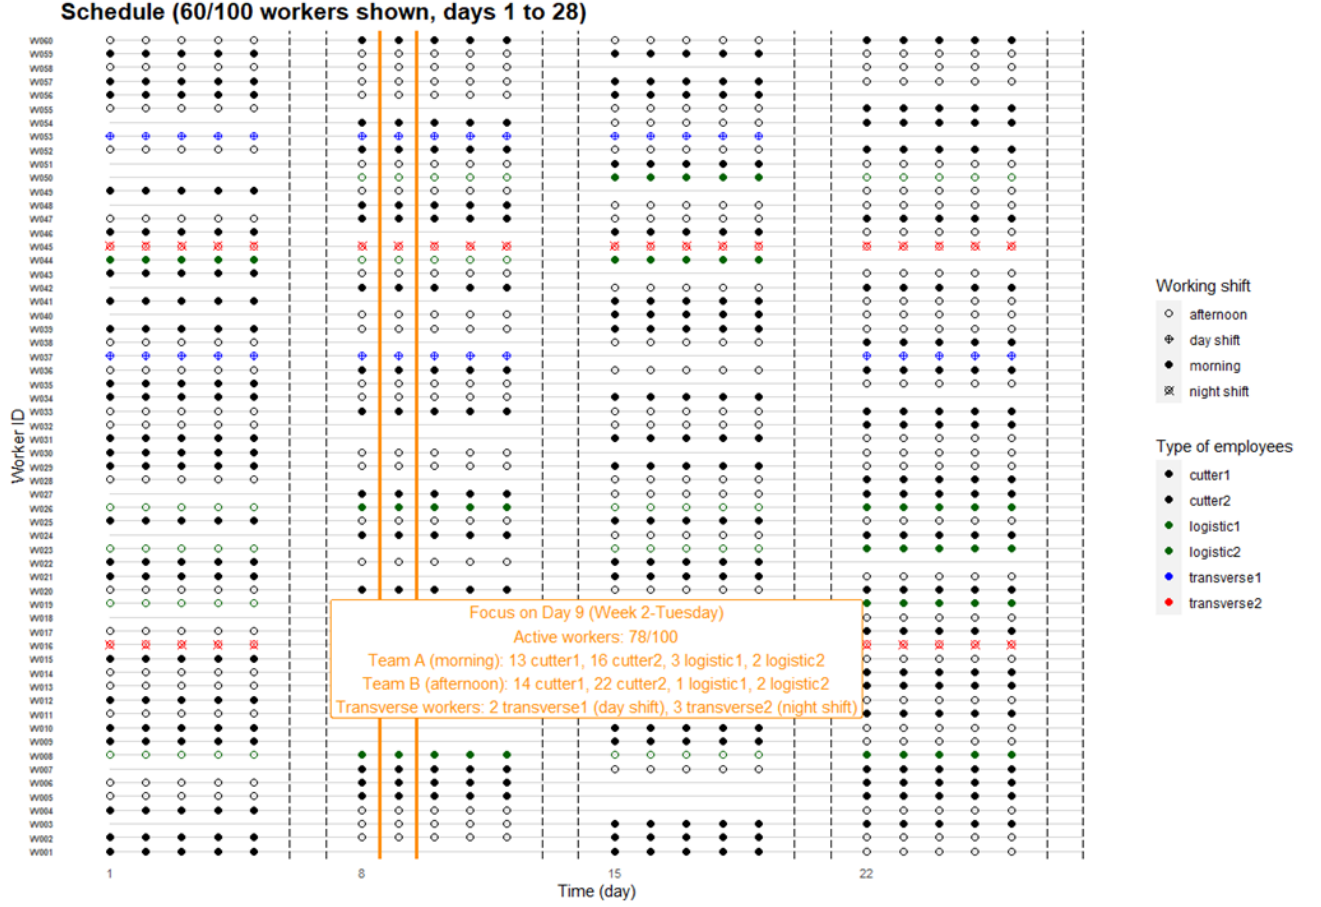 Schedule (60/100 workers shown, days 1 to 28)
W060
W059
W058
W057
W056
W055
W054
W053
W052
W051
W050
W049
W048
W047
W046
W045
W044
W043
W042
W041
W040
W039
W038
W037
W036
W035
W034
W033
W032
W031
W030
W029
W028
W027
W026
W025
W024
W023
W022
W021
W020
W019
W018
W017
W016
W015
W014
W013
W012
W011
W010
W009
W008
W007
W006
W005
W004
W003
W002
W001
Worker ID
Focus on Day 9 (Week 2-Tuesday)
Active workers: 78/100
Team A (morning): 13 cutter1, 16 cutter2, 3 logistic1, 2 logistic2
Team B (afternoon): 14 cutter1, 22 cutter2, 1 logistic1, 2 logistic2
Transverse workers: 2 transverse1 (day shift), 3 transverse2 (night shift)
1 8 15 22
Time (day)
Working shift
afternoon
day shift
morning
night shift
Type of employees
cutter1
cutter2
logistic1
logistic2
transverse1
transverse2